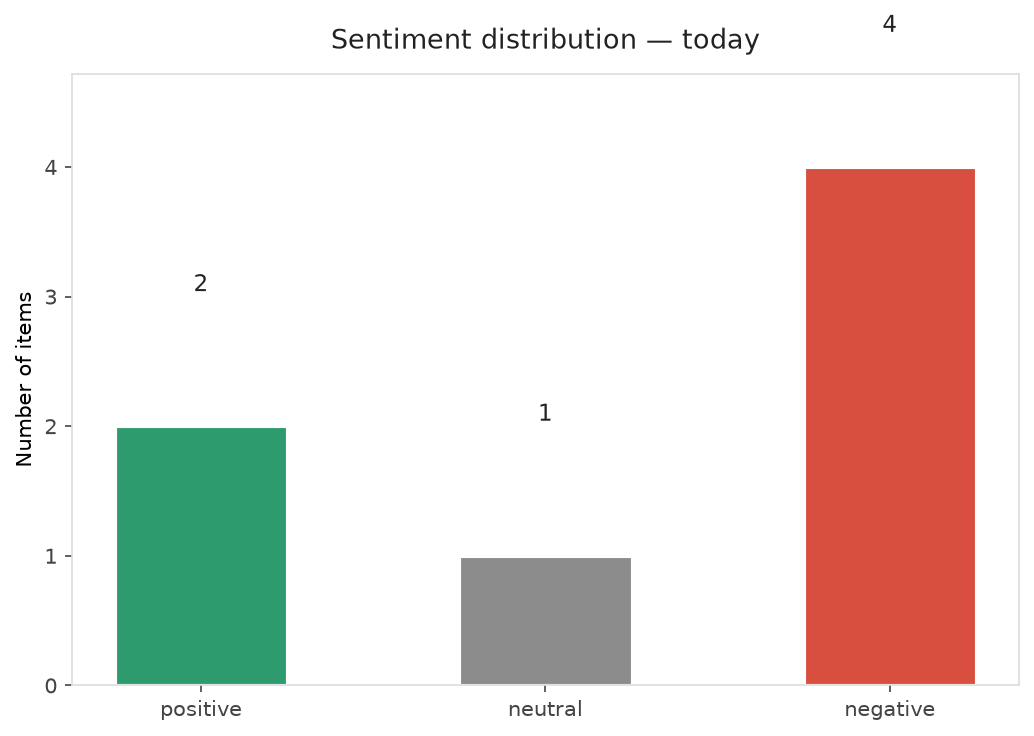 4
Sentiment distribution — today
4
3
2
1
0
Number of items
2
1
positive
neutral
negative